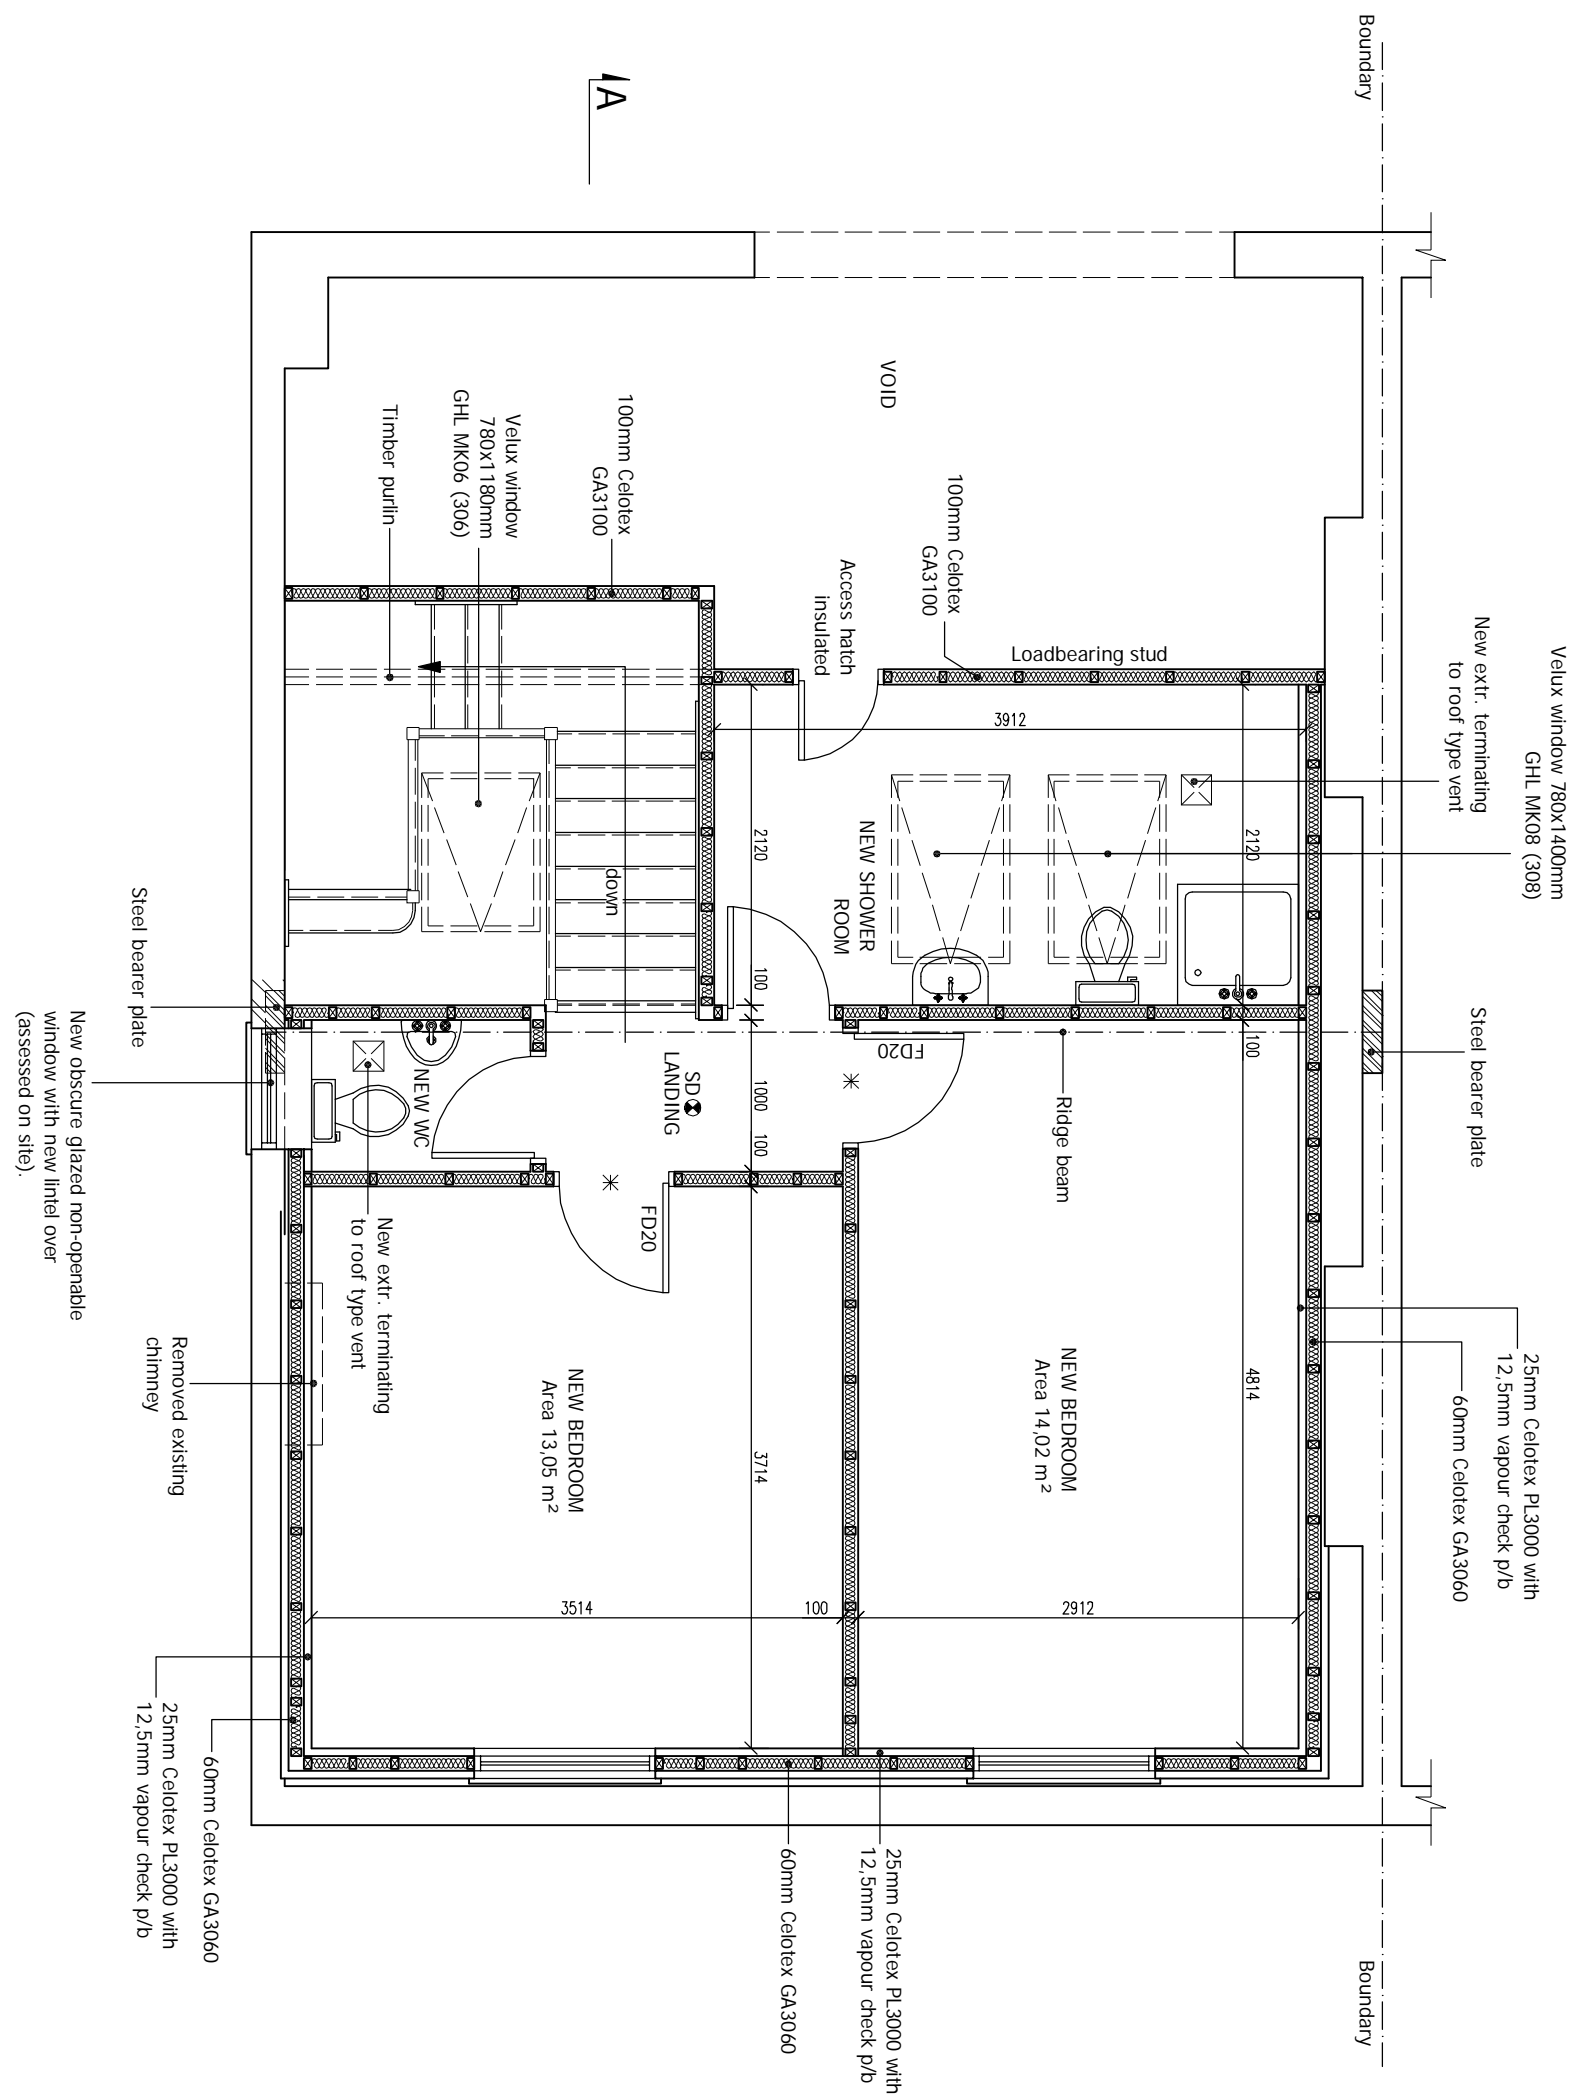 Boundary
Boundary
Velux window 780x1400mm
GHL MK08 (308)
New extr. terminating
to roof type vent
Steel bearer plate
25mm Celotex PL3000 with
12,5mm vapour check p/b
60mm Celotex GA3060
A
VOID
100mm Celotex
GA3100
Loadbearing stud
Access hatch
insulated
3912
2120
100
4814
NEW SHOWER
ROOM
FD20
Ridge beam
NEW BEDROOM
Area 14,02 m²
2912
100
3514
2120
100
1000
100
3714
100mm Celotex
GA3100
Velux window
780x1180mm
GHL MK06 (306)
Timber purlin
down
SD
LANDING
FD20
NEW WC
NEW BEDROOM
Area 13,05 m²
New extr. terminating
to roof type vent
Steel bearer plate
New obscure glazed non-openable
window with new lintel over
(assessed on site).
Removed existing
chimney
25mm Celotex PL3000 with
12,5mm vapour check p/b
60mm Celotex GA3060
25mm Celotex PL3000 with
12,5mm vapour check p/b
60mm Celotex GA3060